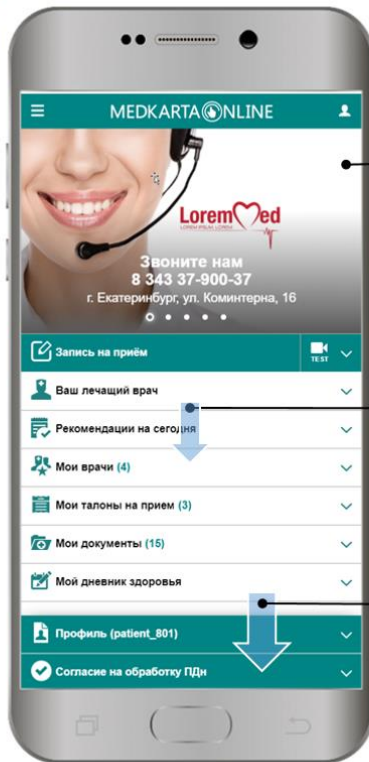 MEDKARTA ONLINE
LoremMed
LOREM IPSUM, LOREM
Звоните нам
8 343 37-900-37
г. Екатеринбург, ул. Коминтерна, 16
Запись на приём
TEST
Ваш лечащий врач
Рекомендации на сегодня
Мои врачи (4)
Мои талоны на прием (3)
Мои документы (15)
Мой дневник здоровья
Профиль (patient_801)
Согласие на обработку ПДн